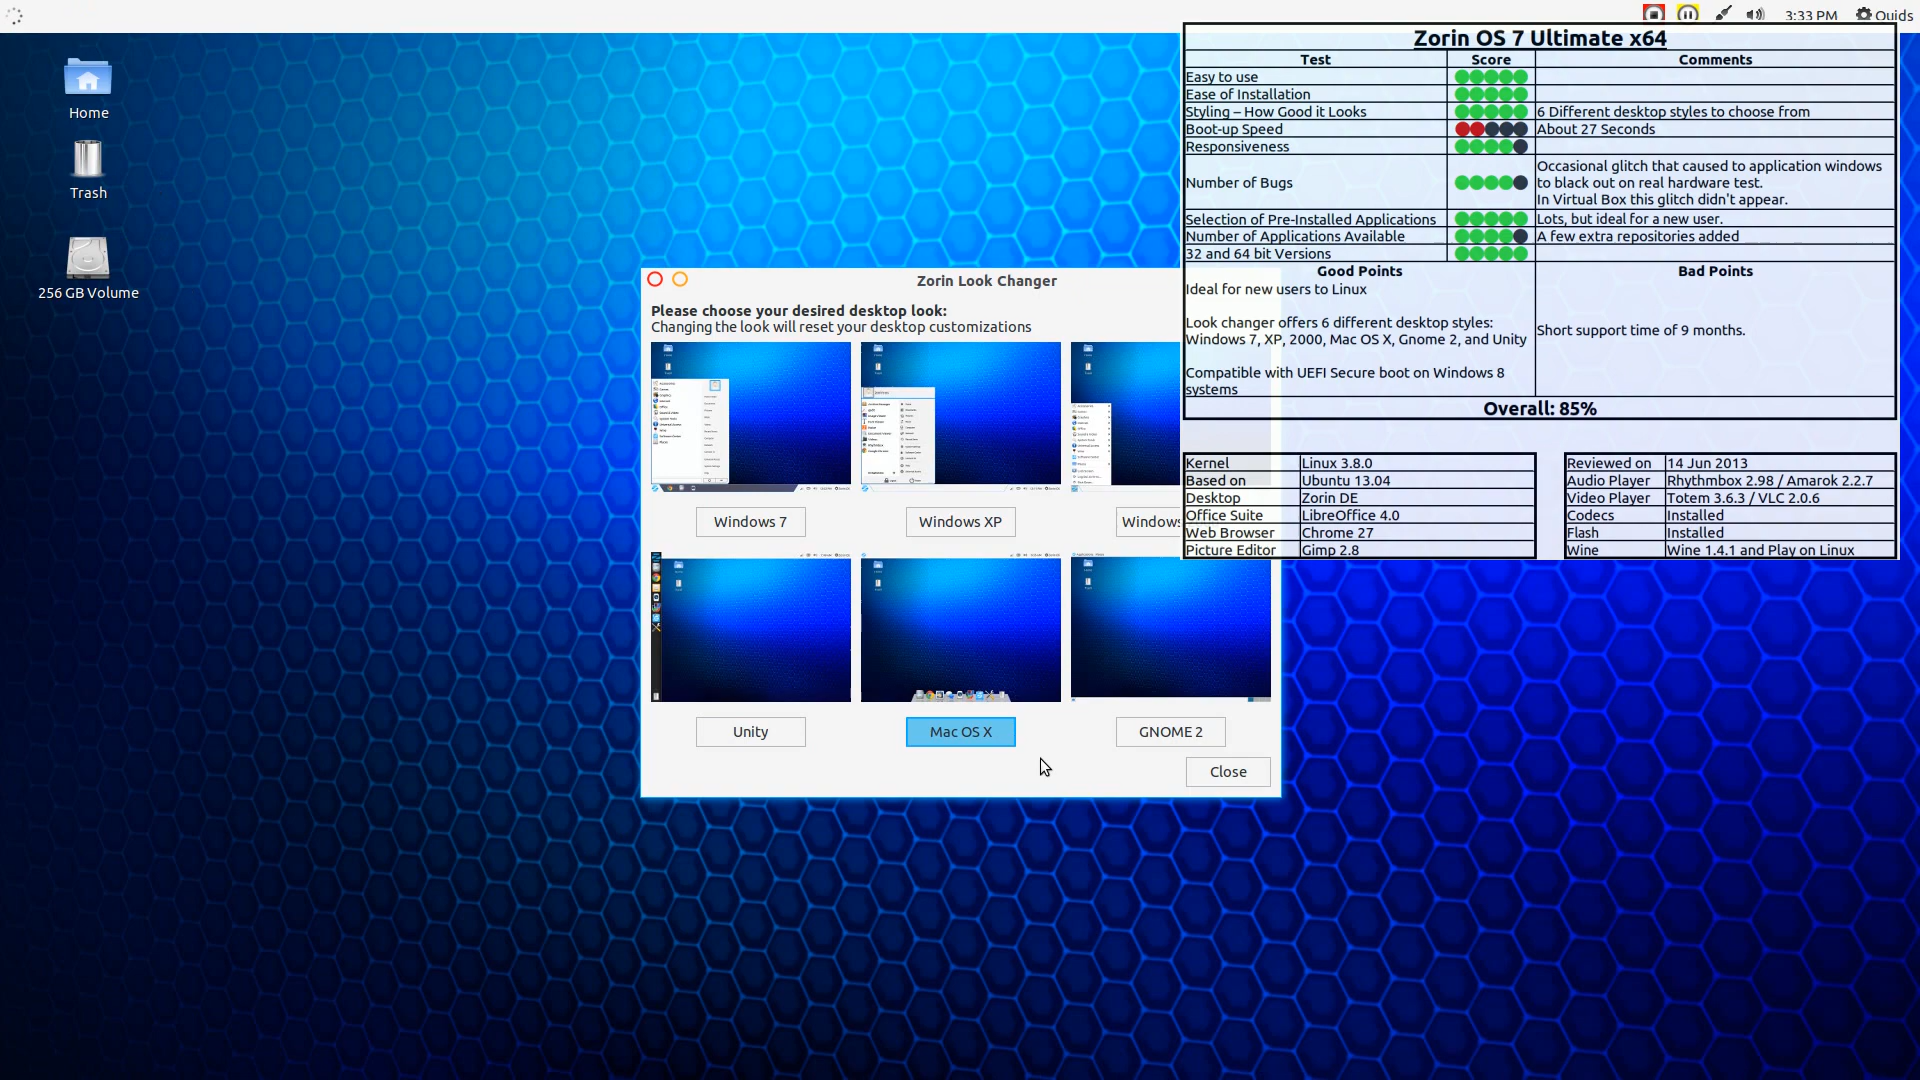 3:33 PM
Ouids
Home
Trash
256 GB Volume
Zorin OS 7 Ultimate x64
Test Score Comments
Easy to use
Ease of Installation
Styling – How Good it Looks 6 Different desktop styles to choose from
Boot-up Speed About 27 Seconds
Responsiveness
Number of Bugs
Occasional glitch that caused to application windows
to black out on real hardware test.
In Virtual Box this glitch didn't appear.
Selection of Pre-Installed Applications Lots, but ideal for a new user.
Number of Applications Available A few extra repositories added
32 and 64 bit Versions
Good Points
Ideal for new users to Linux
Look changer offers 6 different desktop styles:
Windows 7, XP, 2000, Mac OS X, Gnome 2, and Unity
Compatible with UEFI Secure boot on Windows 8
systems
Bad Points
Short support time of 9 months.
Overall: 85%
Kernel Linux 3.8.0
Based on Ubuntu 13.04
Desktop Zorin DE
Office Suite LibreOffice 4.0
Web Browser Chrome 27
Picture Editor Gimp 2.8
Reviewed on 14 Jun 2013
Audio Player Rhythmbox 2.98 / Amarok 2.2.7
Video Player Totem 3.6.3 / VLC 2.0.6
Codecs Installed
Flash Installed
Wine Wine 1.4.1 and Play on Linux
Zorin Look Changer
Please choose your desired desktop look:
Changing the look will reset your desktop customizations
Windows 7
Windows XP
Windows
Unity
Mac OS X
GNOME 2
Close